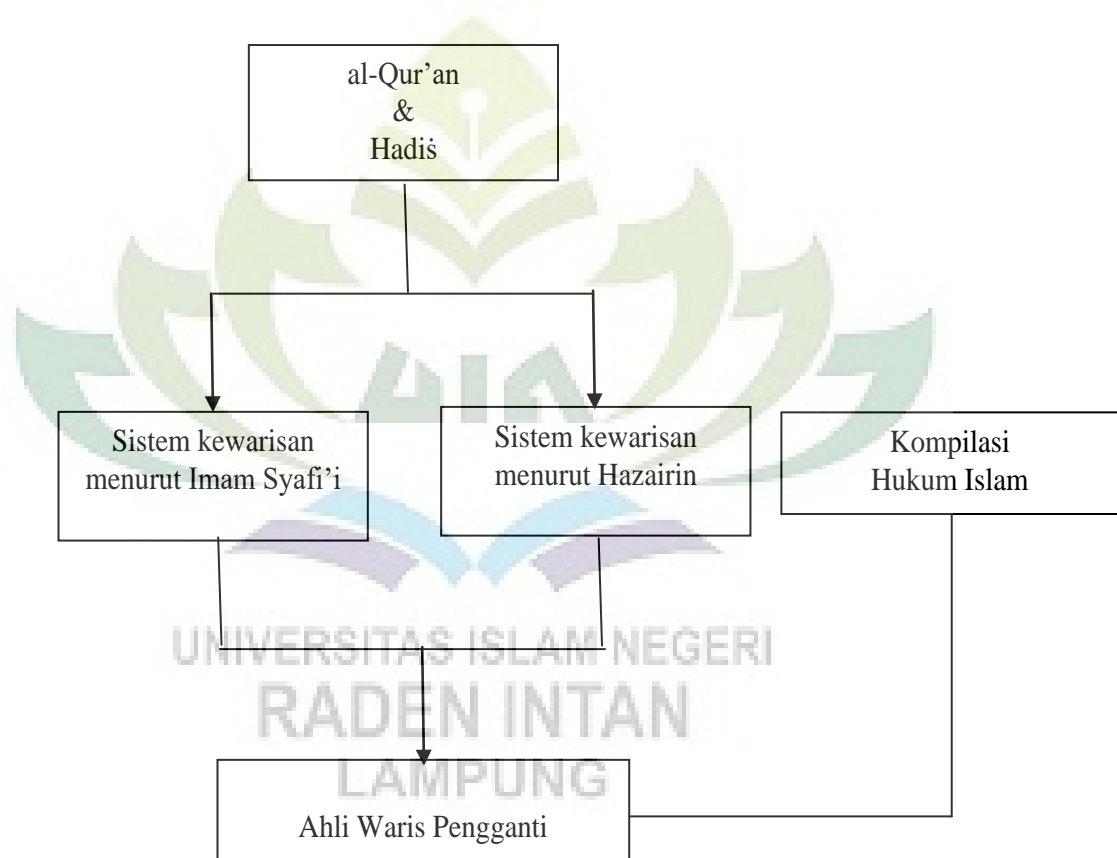 al-Qur’an
&
Hadiṡ
Sistem kewarisan
menurut Imam Syafi’i
Sistem kewarisan
menurut Hazairin
Kompilasi
Hukum Islam
UNIVERSITAS ISLAM NEGERI
RADEN INTAN
LAMPUNG
Ahli Waris Pengganti